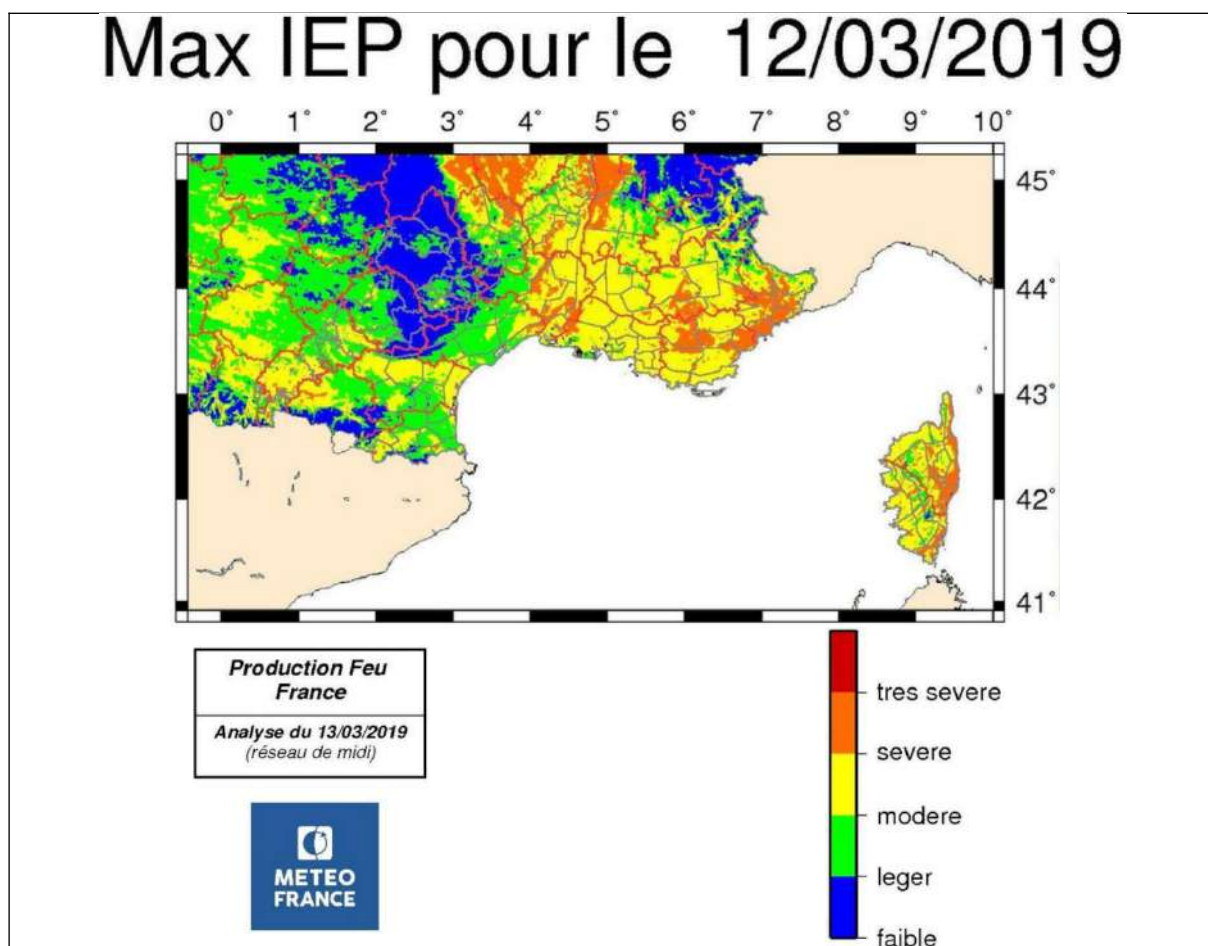 Max IEP pour le 12/03/2019
0° 1° 2° 3° 4° 5° 6° 7° 8° 9° 10°
45°
44°
43°
42°
41°
Production Feu
France
Analyse du 13/03/2019
(réseau de midi)
METEO
FRANCE
tres severe
severe
modere
leger
faible